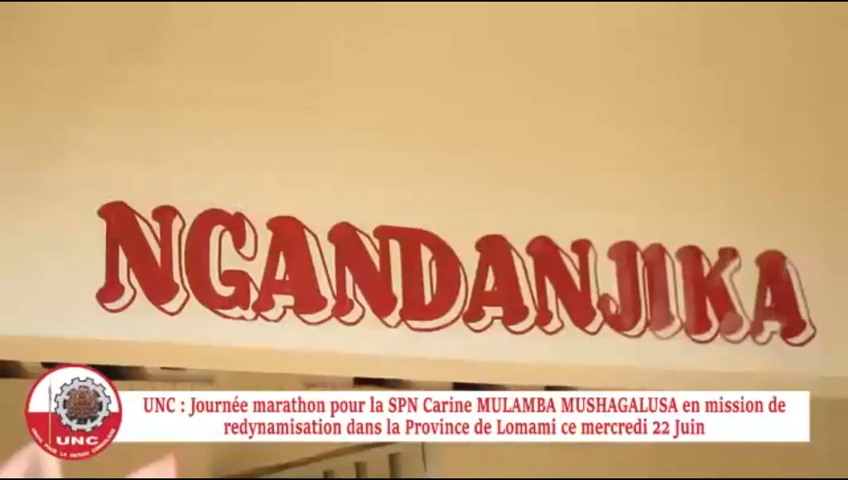 NGANDANJIKA
UNC : Journée marathon pour la SPN Carine MULAMBA MUSHAGALUSA en mission de
redynamisation dans la Province de Lomami ce mercredi 22 Juin
UNC